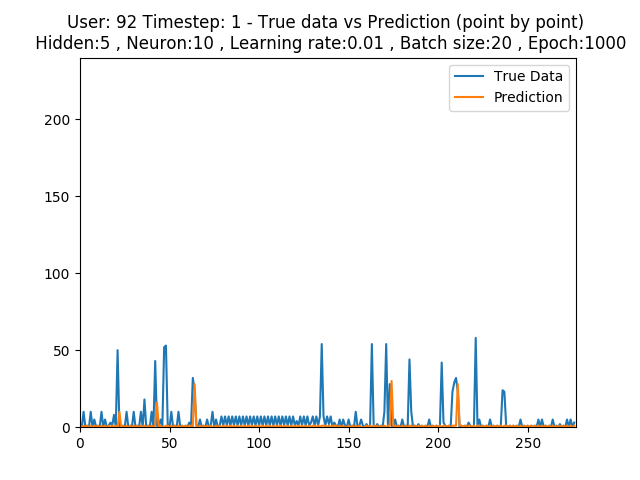 User: 92 Timestep: 1 - True data vs Prediction (point by point)
Hidden:5 , Neuron:10 , Learning rate:0.01 , Batch size:20 , Epoch:1000
True Data
Prediction
200
150
100
50
0
0 50 100 150 200 250